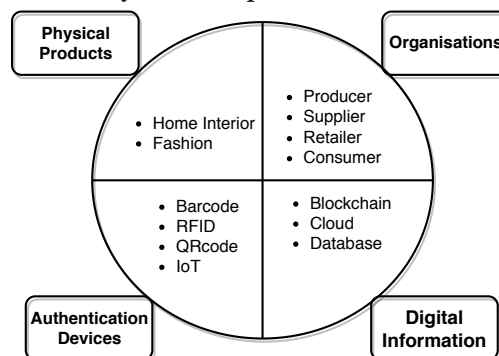 Physical
Products
Organisations
• Home Interior
• Fashion
• Producer
• Supplier
• Retailer
• Consumer
• Barcode
• RFID
• QRcode
• IoT
• Blockchain
• Cloud
• Database
Authentication
Devices
Digital
Information